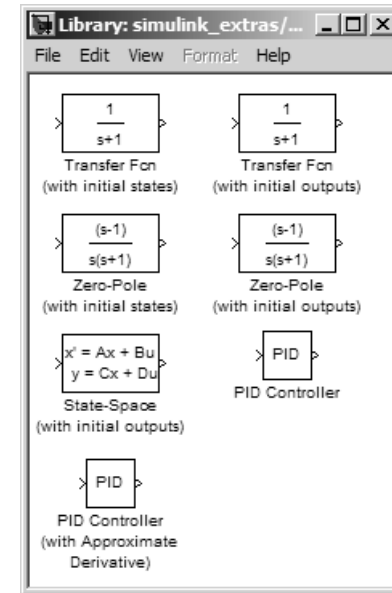 Library: simulink_extras/...
File Edit View Format Help
1
s+1
Transfer Fcn
(with initial states)
1
s+1
Transfer Fcn
(with initial outputs)
(s-1)
s(s+1)
Zero-Pole
(with initial states)
(s-1)
s(s+1)
Zero-Pole
(with initial outputs)
x' = Ax + Bu
y = Cx + Du
State-Space
(with initial outputs)
PID
PID Controller
PID
PID Controller
(with Approximate
Derivative)